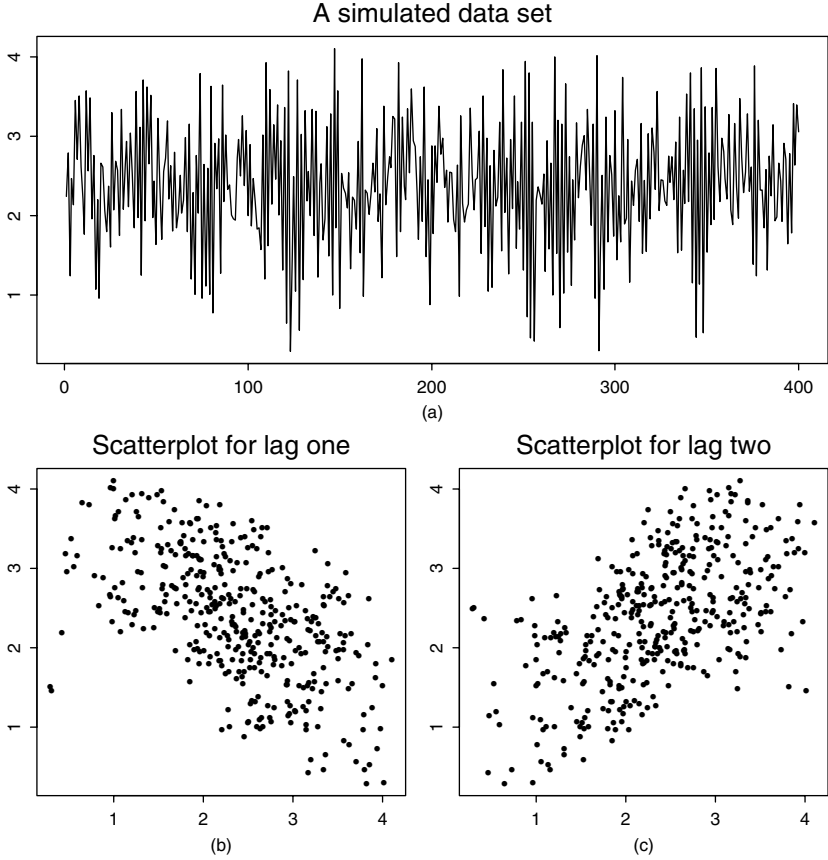 A simulated data set
4
3
2
1
0 100 200 300 400
(a)
Scatterplot for lag one Scatterplot for lag two
4 4
3 3
2 2
1 1
1 2 3 4 1 2 3 4
(b) (c)